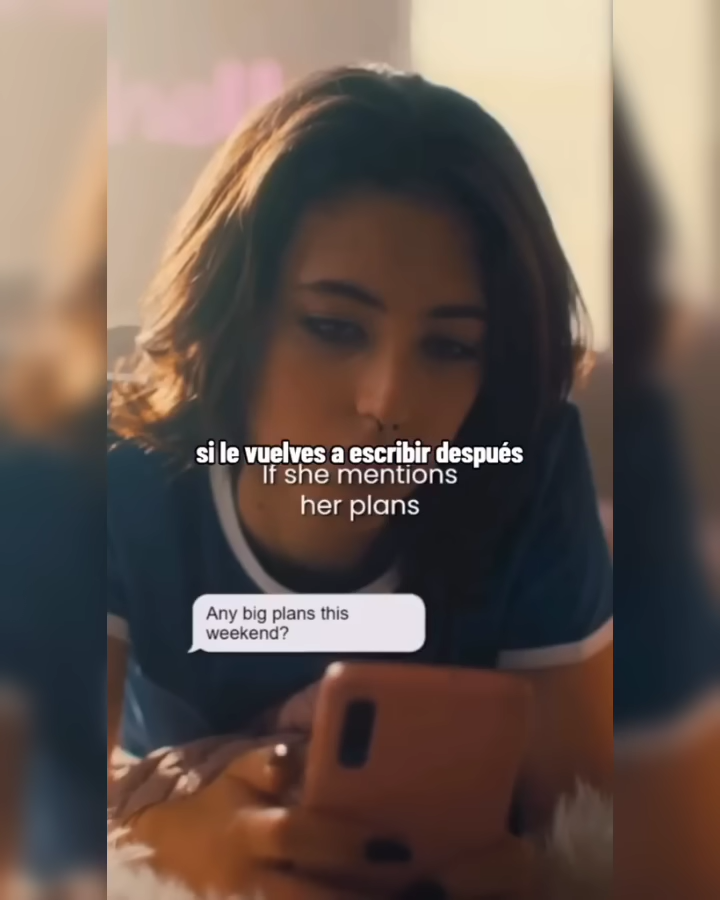 si le vuelves a escribir después
If she mentions
her plans
Any big plans this
weekend?